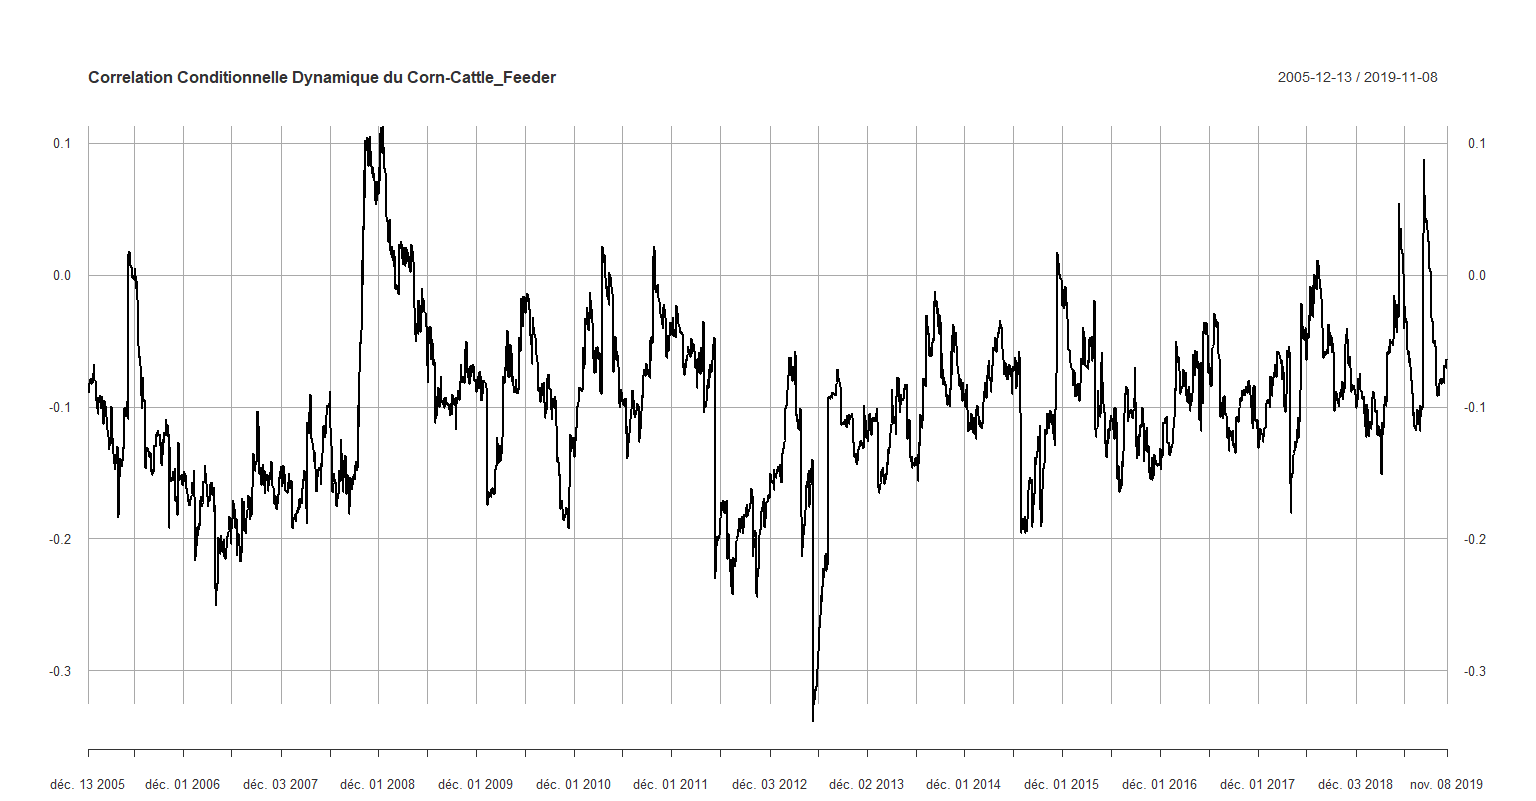 Correlation Conditionnelle Dynamique du Corn-Cattle_Feeder 2005-12-13 / 2019-11-08
0.1 0.1
0.0 0.0
-0.1 -0.1
-0.2 -0.2
-0.3 -0.3
déc. 13 2005 déc. 01 2006 déc. 03 2007 déc. 01 2008 déc. 01 2009 déc. 01 2010 déc. 01 2011 déc. 03 2012 déc. 02 2013 déc. 01 2014 déc. 01 2015 déc. 01 2016 déc. 01 2017 déc. 03 2018 nov. 08 2019